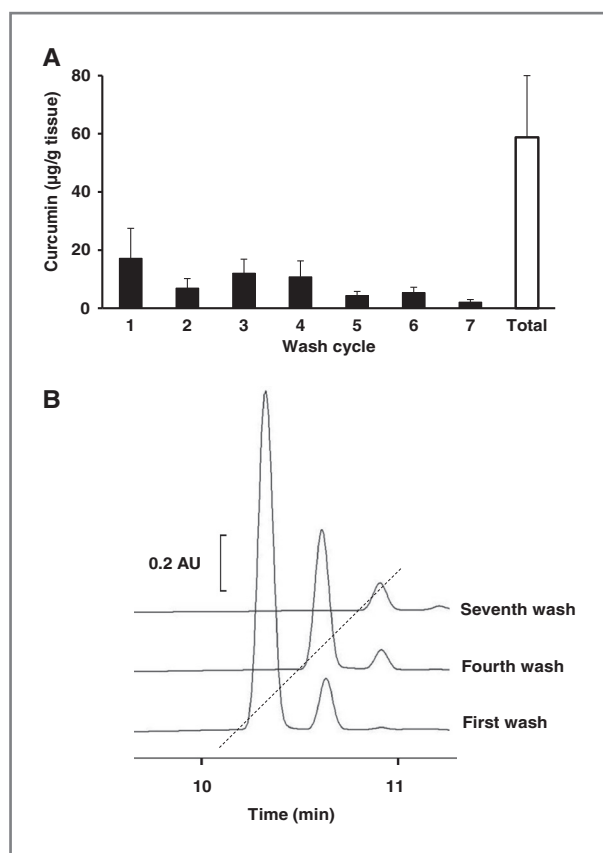 A
Curcumin (µg/g tissue)
80
60
40
20
0
1 2 3 4 5 6 7 Total
Wash cycle
B
0.2 AU
Seventh wash
Fourth wash
First wash
10 11
Time (min)